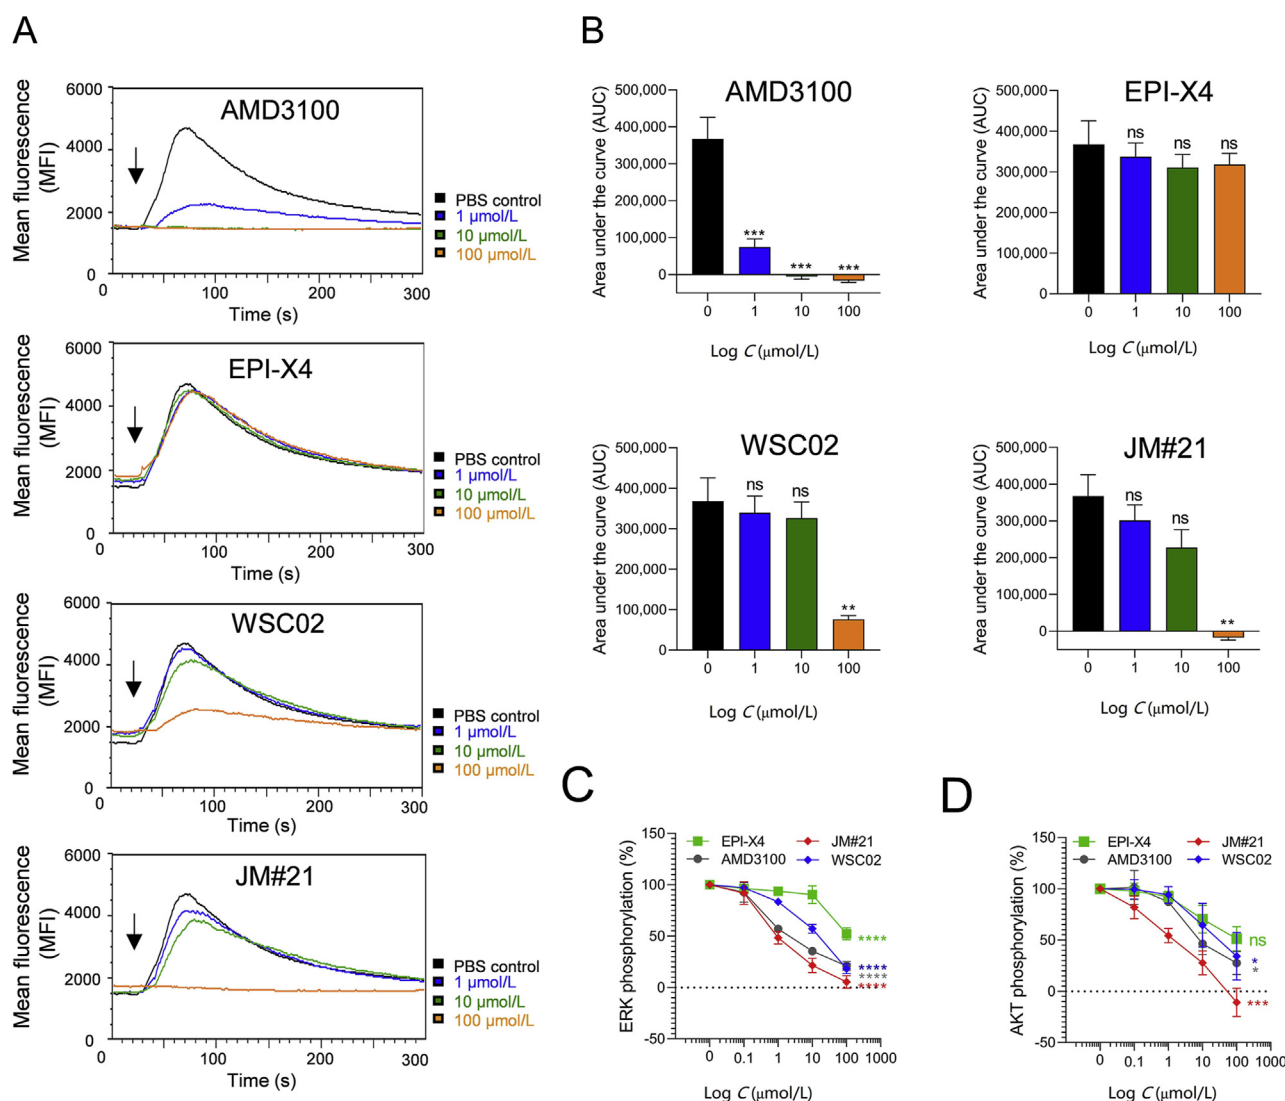 A
6000
4000
2000
0
Mean fluorescence
(MFI)
AMD3100
100
200
300
Time (s)
PBS control
1 µmol/L
10 µmol/L
100 µmol/L
6000
4000
2000
0
Mean fluorescence
(MFI)
EPI-X4
100
200
300
Time (s)
PBS control
1 µmol/L
10 µmol/L
100 µmol/L
6000
4000
2000
0
Mean fluorescence
(MFI)
WSC02
100
200
300
Time (s)
PBS control
1 µmol/L
10 µmol/L
100 µmol/L
6000
4000
2000
0
Mean fluorescence
(MFI)
JM#21
100
200
300
Time (s)
PBS control
1 µmol/L
10 µmol/L
100 µmol/L
B
AMD3100
Area under the curve (AUC)
500,000
400,000
300,000
200,000
100,000
0
***
***
***
0 1 10 100
Log C (µmol/L)
EPI-X4
Area under the curve (AUC)
500,000
400,000
300,000
200,000
100,000
0
ns
ns
ns
0 1 10 100
Log C (µmol/L)
WSC02
Area under the curve (AUC)
500,000
400,000
300,000
200,000
100,000
0
ns
ns
**
0 1 10 100
Log C (µmol/L)
JM#21
Area under the curve (AUC)
500,000
400,000
300,000
200,000
100,000
0
ns
ns
**
0 1 10 100
Log C (µmol/L)
C
ERK phosphorylation (%)
150
100
50
0
-50
EPI-X4 JM#21
AMD3100 WSC02
****
****
****
****
0 0.1 1 10 100 1000
Log C (µmol/L)
D
AKT phosphorylation (%)
150
100
50
0
-50
EPI-X4 JM#21
AMD3100 WSC02
ns
*
*
***
0 0.1 1 10 100 1000
Log C (µmol/L)